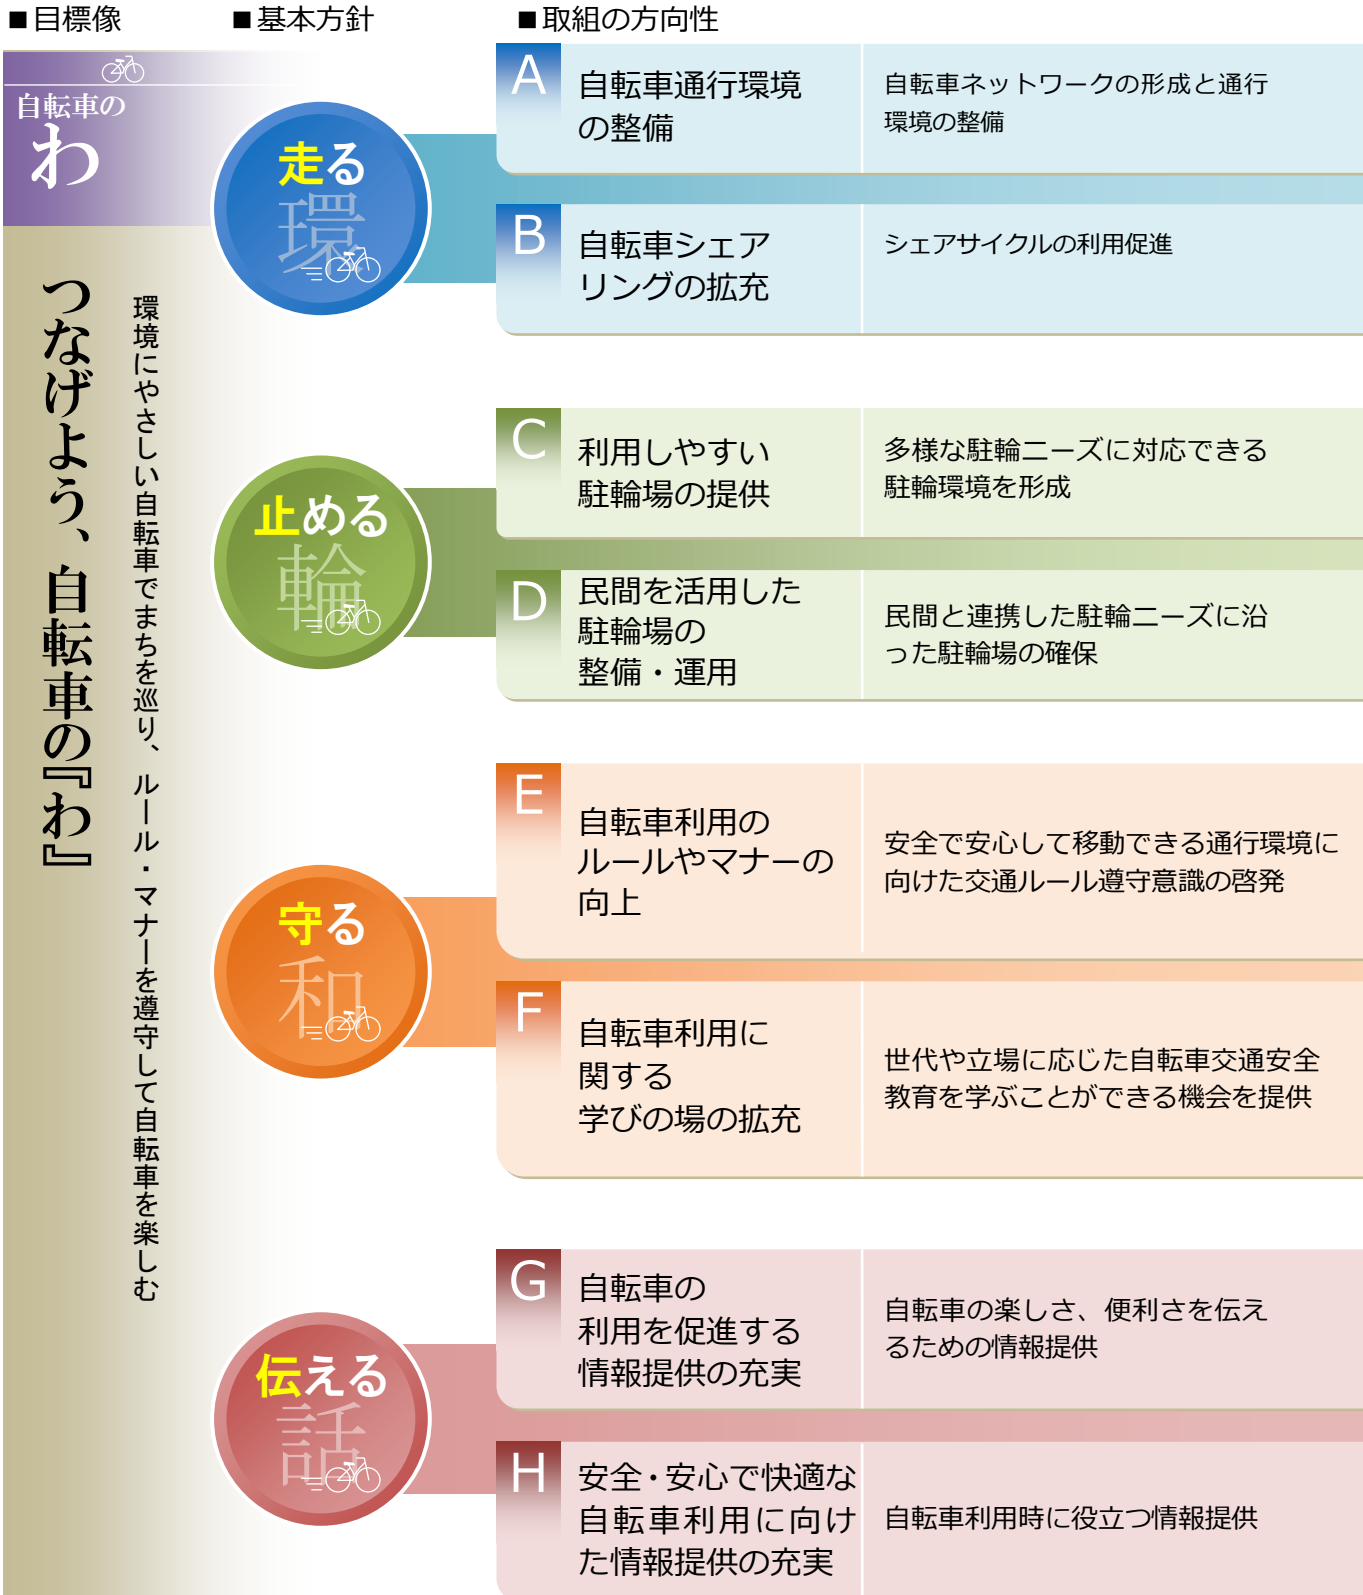 ■目標像
■基本方針
■取組の方向性
自転車の
わ
つなげよう、自転車の『わ』
環境にやさしい自転車でまちを巡り、ルール・マナーを遵守して自転車を楽しむ
走る
環
A
自転車通行環境
の整備
自転車ネットワークの形成と通行
環境の整備
B
自転車シェア
リングの拡充
シェアサイクルの利用促進
止める
輪
C
利用しやすい
駐輪場の提供
多様な駐輪ニーズに対応できる
駐輪環境を形成
D
民間を活用した
駐輪場の
整備・運用
民間と連携した駐輪ニーズに沿
った駐輪場の確保
守る
和
E
自転車利用の
ルールやマナーの
向上
安全で安心して移動できる通行環境に
向けた交通ルール遵守意識の啓発
F
自転車利用に
関する
学びの場の拡充
世代や立場に応じた自転車交通安全
教育を学ぶことができる機会を提供
伝える
話
G
自転車の
利用を促進する
情報提供の充実
自転車の楽しさ、便利さを伝え
るための情報提供
H
安全・安心で快適な
自転車利用に向け
た情報提供の充実
自転車利用時に役立つ情報提供